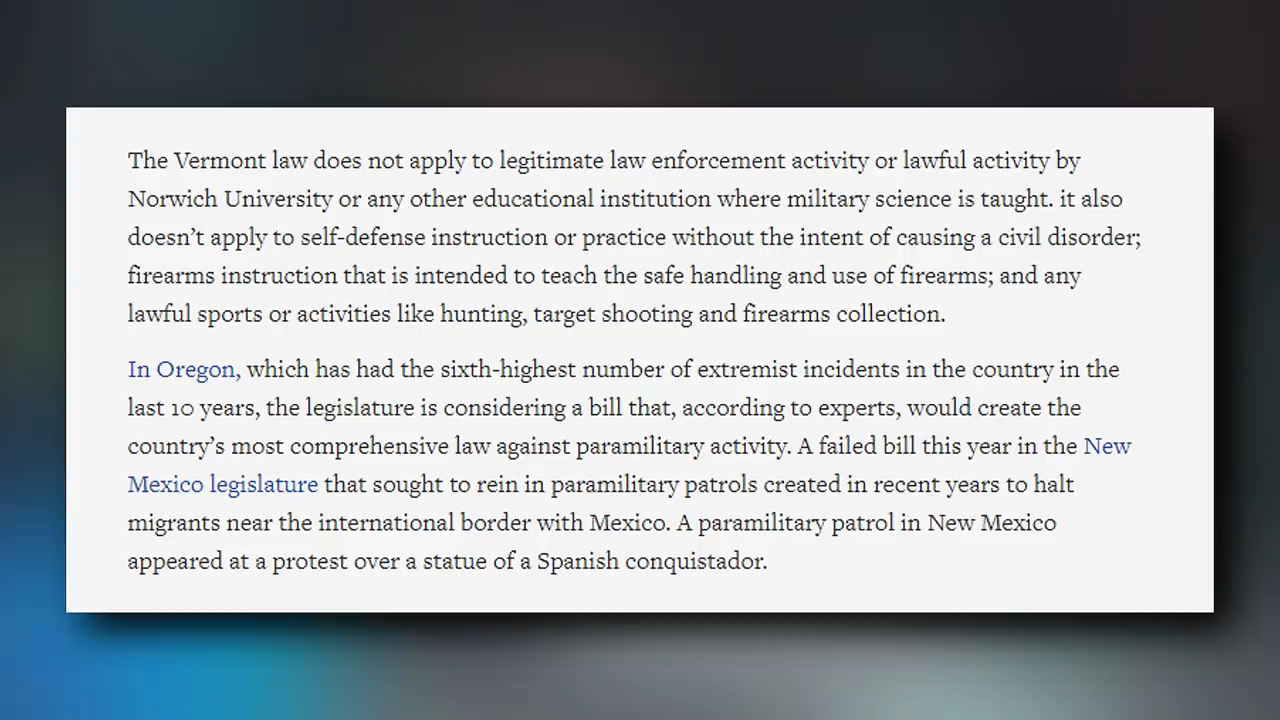 The Vermont law does not apply to legitimate law enforcement activity or lawful activity by
Norwich University or any other educational institution where military science is taught. it also
doesn’t apply to self-defense instruction or practice without the intent of causing a civil disorder;
firearms instruction that is intended to teach the safe handling and use of firearms; and any
lawful sports or activities like hunting, target shooting and firearms collection.
In Oregon, which has had the sixth-highest number of extremist incidents in the country in the
last 10 years, the legislature is considering a bill that, according to experts, would create the
country’s most comprehensive law against paramilitary activity. A failed bill this year in the New
Mexico legislature that sought to rein in paramilitary patrols created in recent years to halt
migrants near the international border with Mexico. A paramilitary patrol in New Mexico
appeared at a protest over a statue of a Spanish conquistador.